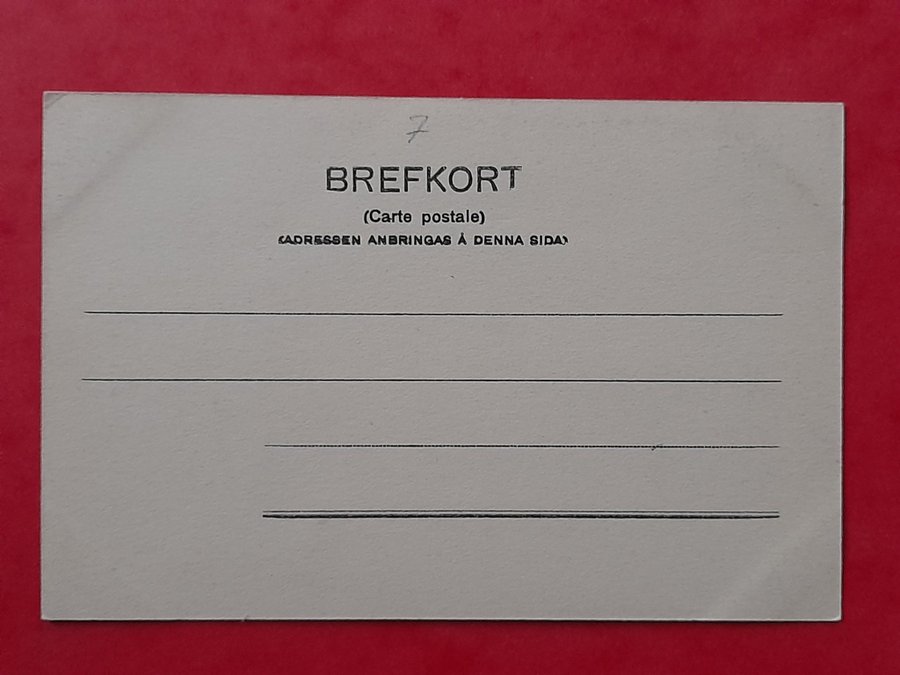 7
BREFKORT
(Carte postale)
(ADRESSEN ANBRINGAS Å DENNA SIDA)